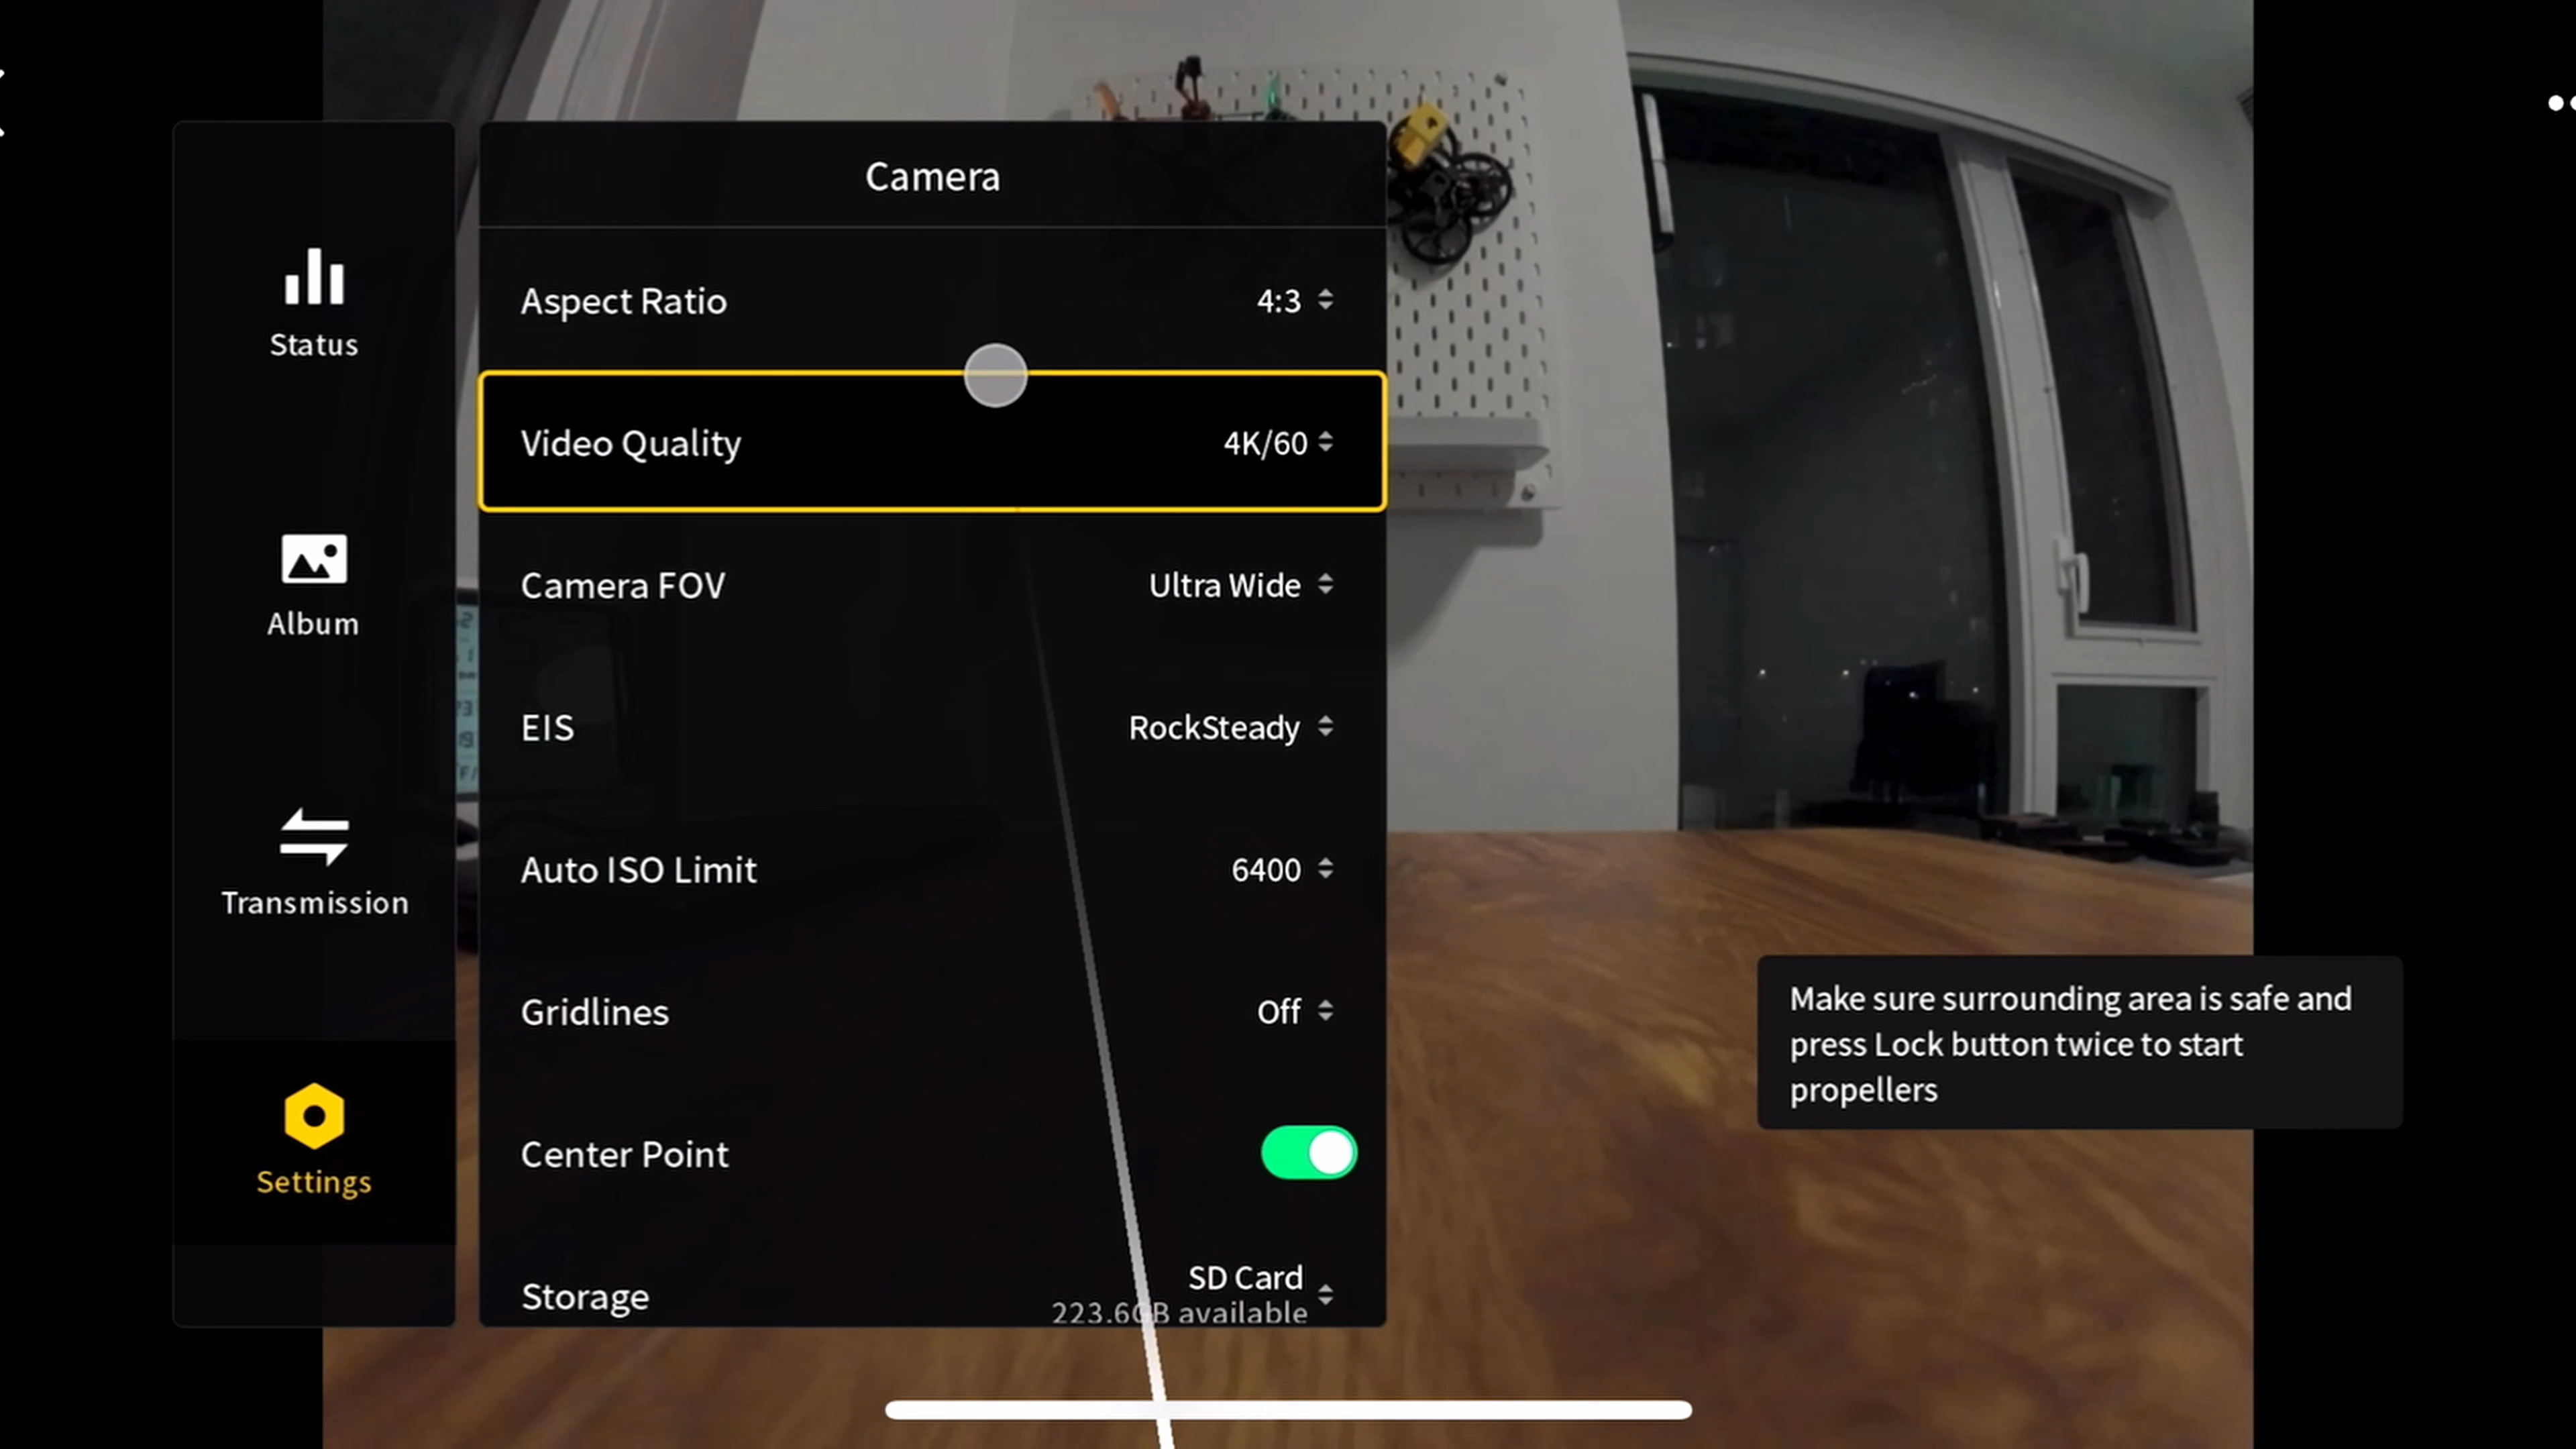 Camera
Status
Album
Transmission
Settings
Aspect Ratio 4:3
Video Quality 4K/60
Camera FOV Ultra Wide
EIS RockSteady
Auto ISO Limit 6400
Gridlines Off
Center Point
Storage SD Card
223.6GB available
Make sure surrounding area is safe and
press Lock button twice to start
propellers